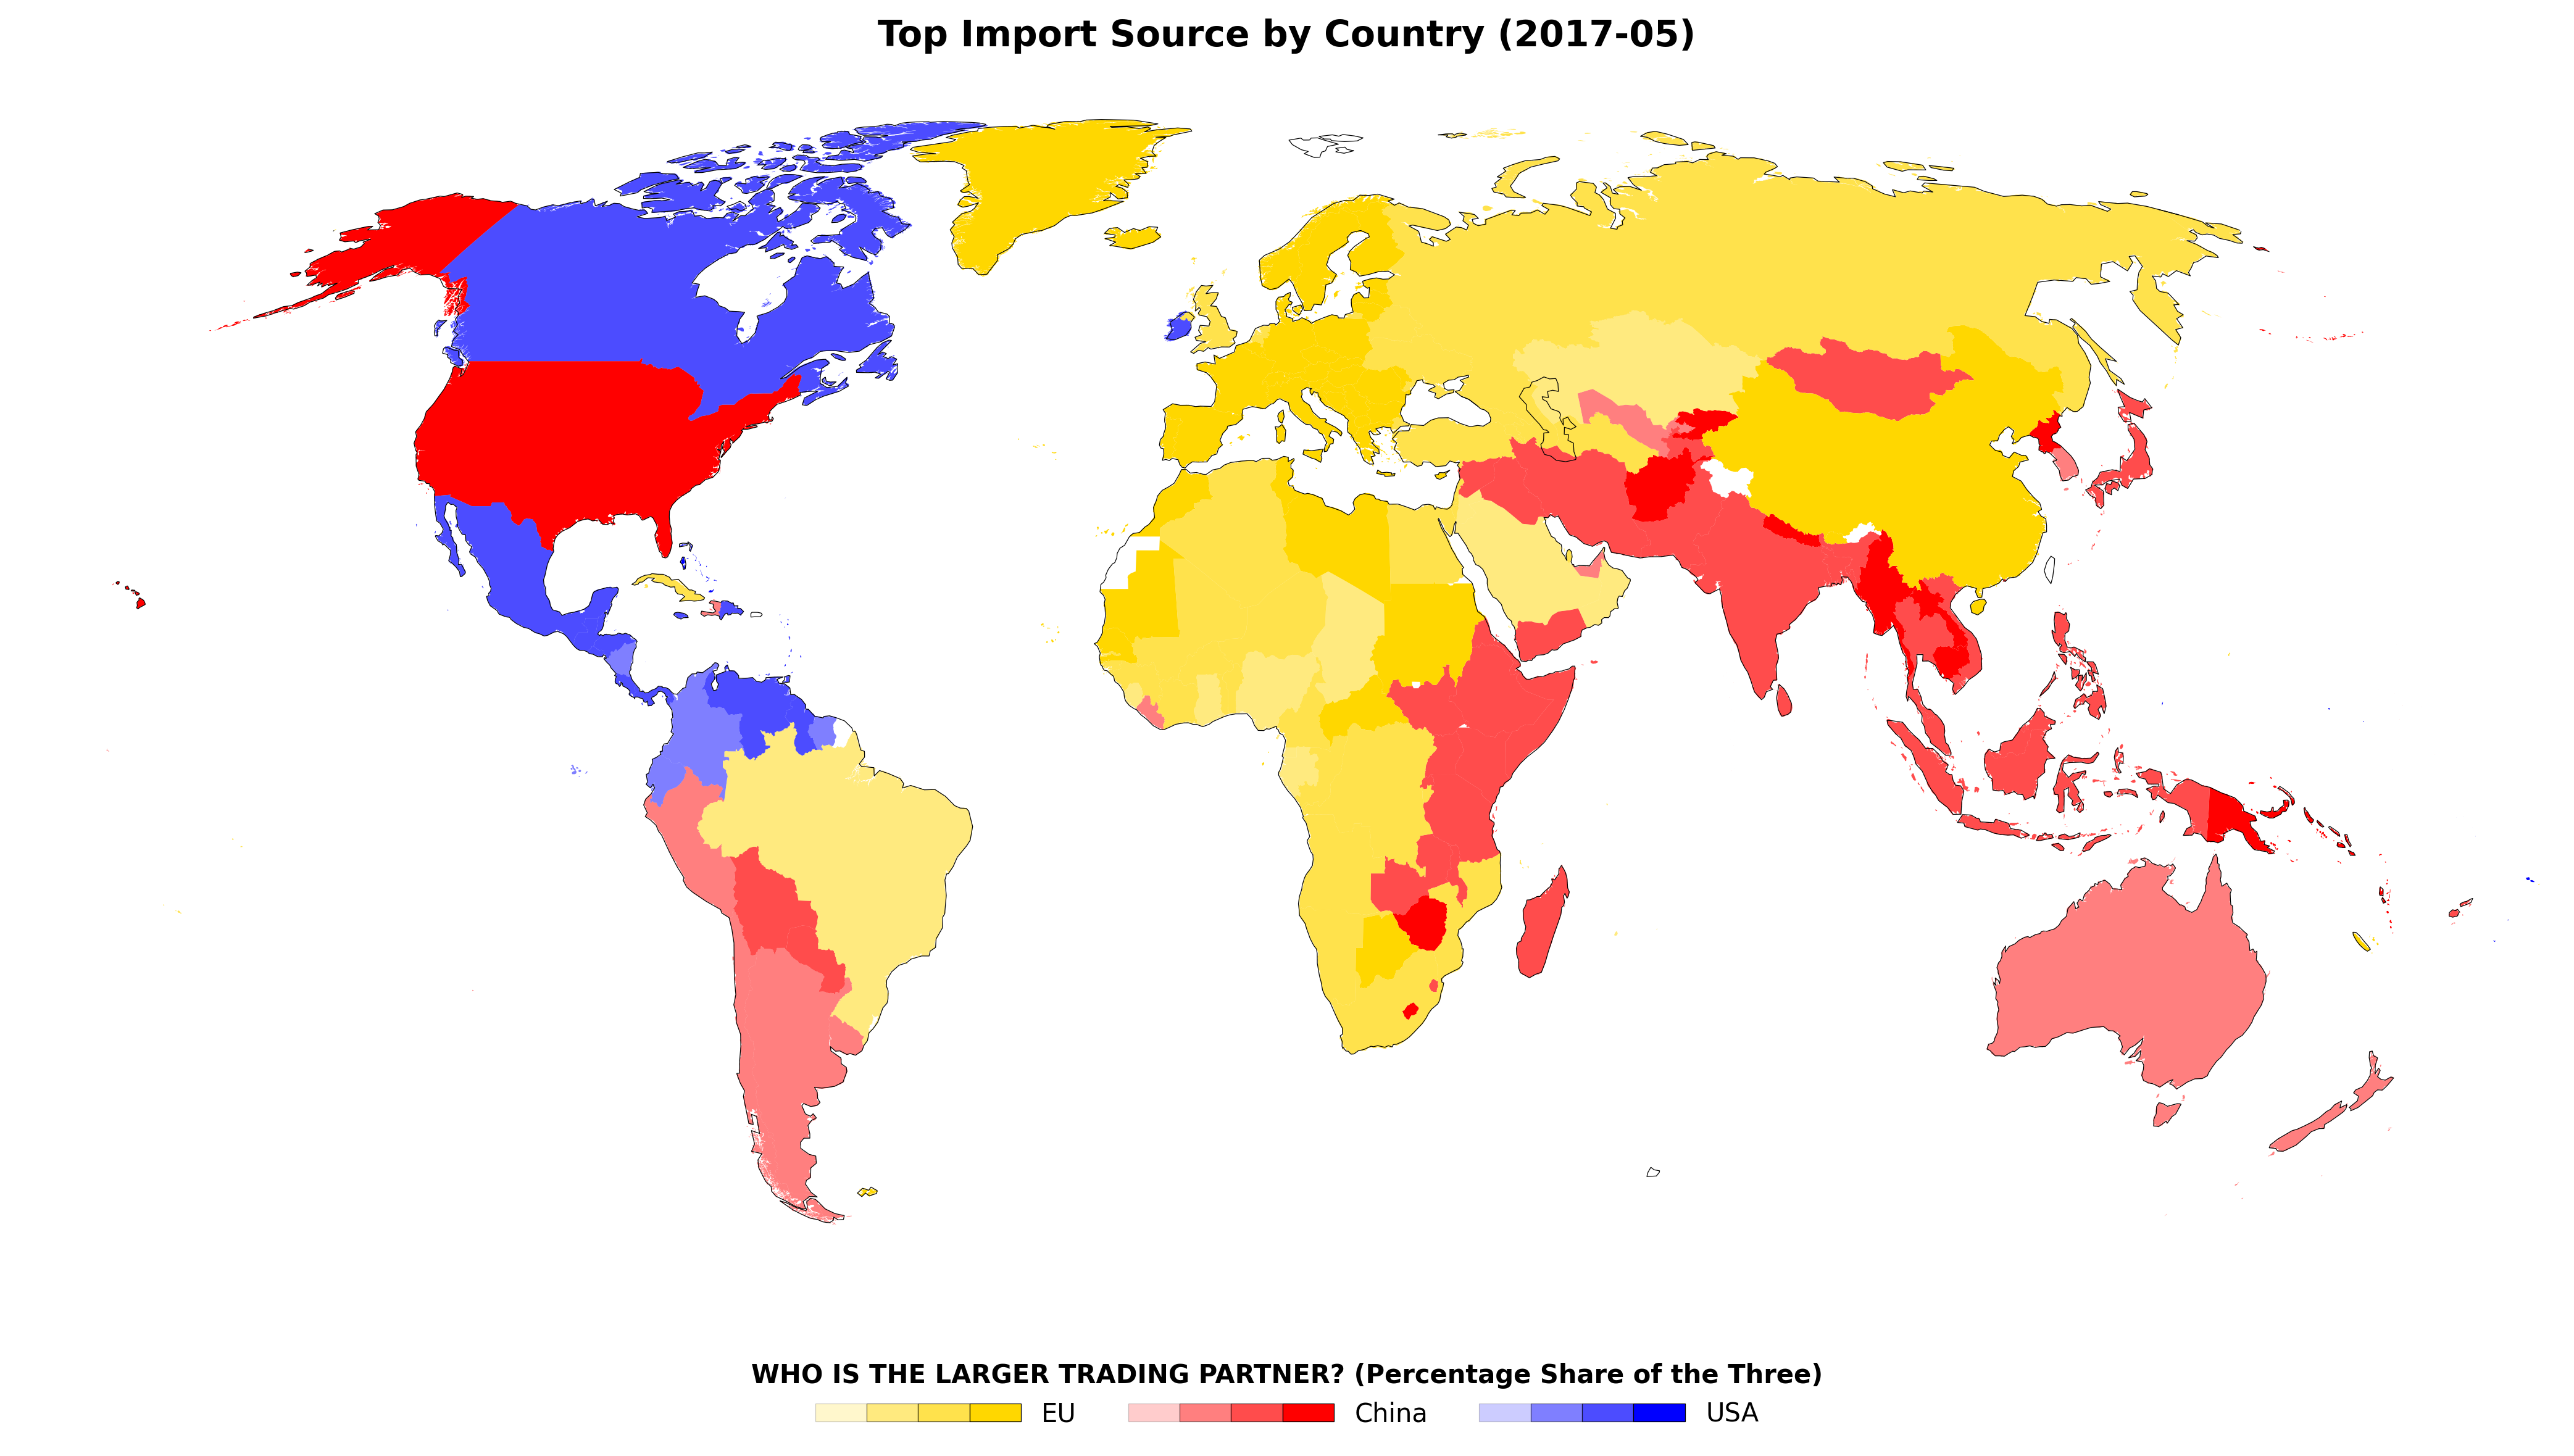 Top Import Source by Country (2017-05)
WHO IS THE LARGER TRADING PARTNER? (Percentage Share of the Three)
EU China USA